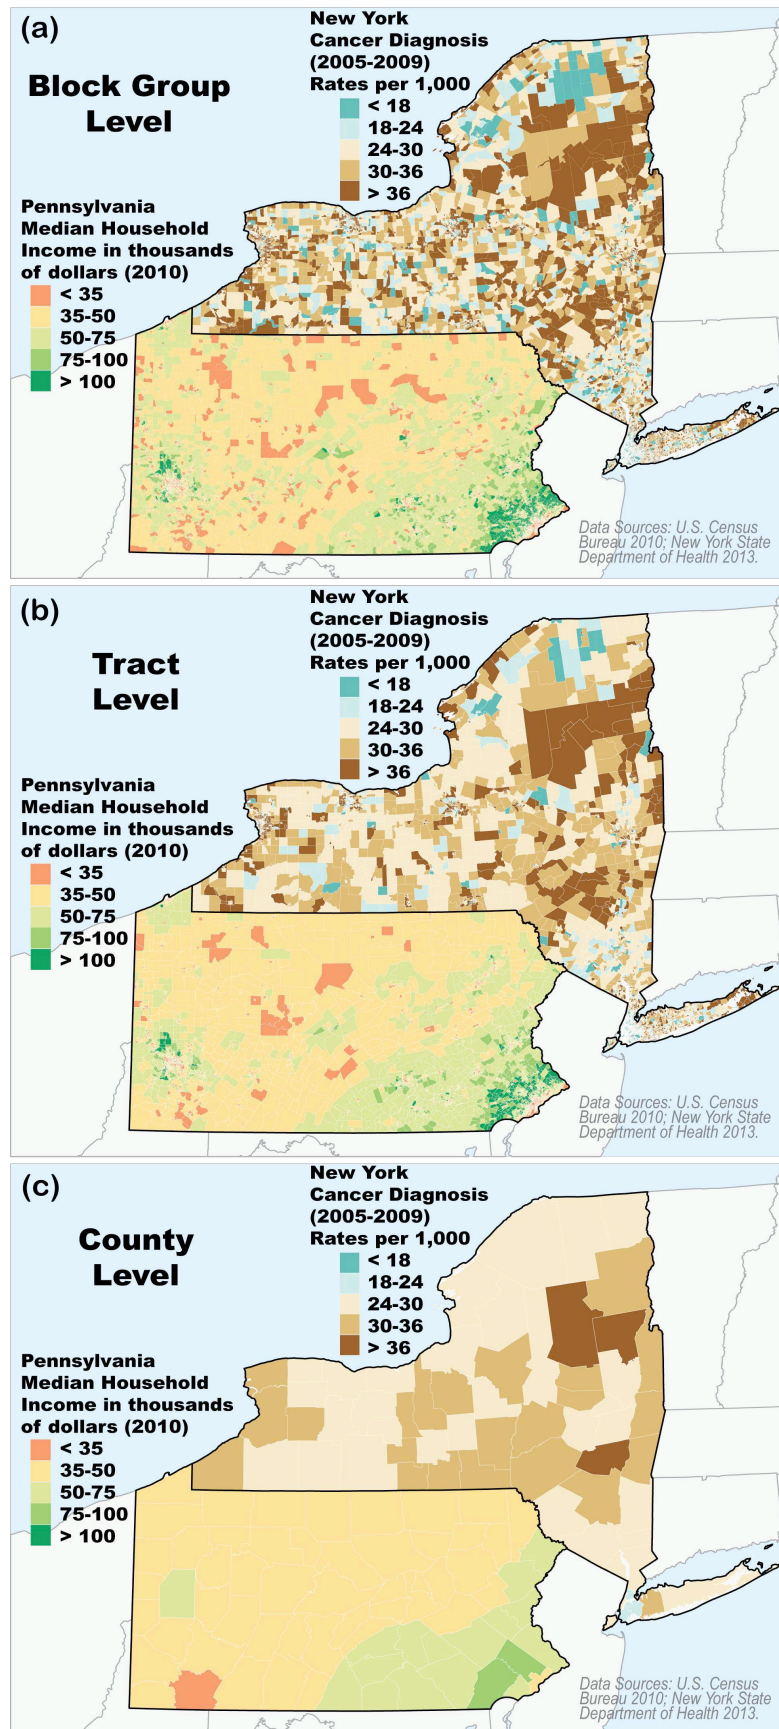 (a)
Block Group
Level
New York
Cancer Diagnosis
(2005-2009)
Rates per 1,000
< 18
18-24
24-30
30-36
> 36
Pennsylvania
Median Household
Income in thousands
of dollars (2010)
< 35
35-50
50-75
75-100
> 100
Data Sources: U.S. Census
Bureau 2010; New York State
Department of Health 2013.
(b)
Tract
Level
New York
Cancer Diagnosis
(2005-2009)
Rates per 1,000
< 18
18-24
24-30
30-36
> 36
Pennsylvania
Median Household
Income in thousands
of dollars (2010)
< 35
35-50
50-75
75-100
> 100
Data Sources: U.S. Census
Bureau 2010; New York State
Department of Health 2013.
(c)
County
Level
New York
Cancer Diagnosis
(2005-2009)
Rates per 1,000
< 18
18-24
24-30
30-36
> 36
Pennsylvania
Median Household
Income in thousands
of dollars (2010)
< 35
35-50
50-75
75-100
> 100
Data Sources: U.S. Census
Bureau 2010; New York State
Department of Health 2013.